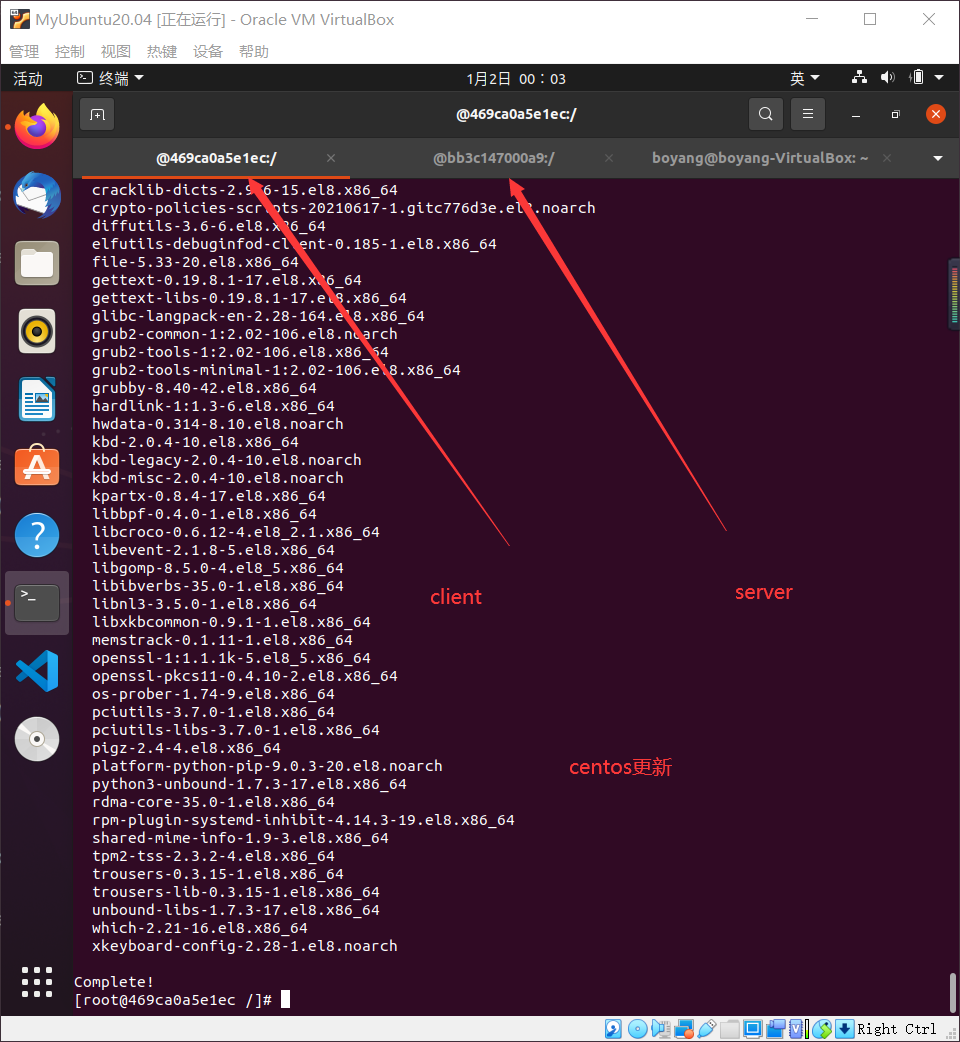 MyUbuntu20.04 [正在运行] - Oracle VM VirtualBox
管理 控制 视图 热键 设备 帮助
活动 终端 1月2日 00：03 英
@469ca0a5e1ec:/
@469ca0a5e1ec:/ @bb3c147000a9:/ boyang@boyang-VirtualBox: ~
cracklib-dicts-2.9.6-15.el8.x86_64
crypto-policies-scripts-20210617-1.gitc776d3e.el8.noarch
diffutils-3.6-6.el8.x86_64
elfutils-debuginfod-client-0.185-1.el8.x86_64
file-5.33-20.el8.x86_64
gettext-0.19.8.1-17.el8.x86_64
gettext-libs-0.19.8.1-17.el8.x86_64
glibc-langpack-en-2.28-164.el8.x86_64
grub2-common-1:2.02-106.el8.noarch
grub2-tools-1:2.02-106.el8.x86_64
grub2-tools-minimal-1:2.02-106.el8.x86_64
grubby-8.40-42.el8.x86_64
hardlink-1:1.3-6.el8.x86_64
hwdata-0.314-8.10.el8.noarch
kbd-2.0.4-10.el8.x86_64
kbd-legacy-2.0.4-10.el8.noarch
kbd-misc-2.0.4-10.el8.noarch
kpartx-0.8.4-17.el8.x86_64
libbpf-0.4.0-1.el8.x86_64
libcroco-0.6.12-4.el8_2.1.x86_64
libevent-2.1.8-5.el8.x86_64
libgomp-8.5.0-4.el8_5.x86_64
libibverbs-35.0-1.el8.x86_64
client
server
libnl3-3.5.0-1.el8.x86_64
libxkbcommon-0.9.1-1.el8.x86_64
memstrack-0.1.11-1.el8.x86_64
openssl-1:1.1.1k-5.el8_5.x86_64
openssl-pkcs11-0.4.10-2.el8.x86_64
os-prober-1.74-9.el8.x86_64
pciutils-3.7.0-1.el8.x86_64
pciutils-libs-3.7.0-1.el8.x86_64
pigz-2.4-4.el8.x86_64
platform-python-pip-9.0.3-20.el8.noarch
centos更新
python3-unbound-1.7.3-17.el8.x86_64
rdma-core-35.0-1.el8.x86_64
rpm-plugin-systemd-inhibit-4.14.3-19.el8.x86_64
shared-mime-info-1.9-3.el8.x86_64
tpm2-tss-2.3.2-4.el8.x86_64
trousers-0.3.15-1.el8.x86_64
trousers-lib-0.3.15-1.el8.x86_64
unbound-libs-1.7.3-17.el8.x86_64
which-2.21-16.el8.x86_64
xkeyboard-config-2.28-1.el8.noarch
Complete!
[root@469ca0a5e1ec /]#
Right Ctrl